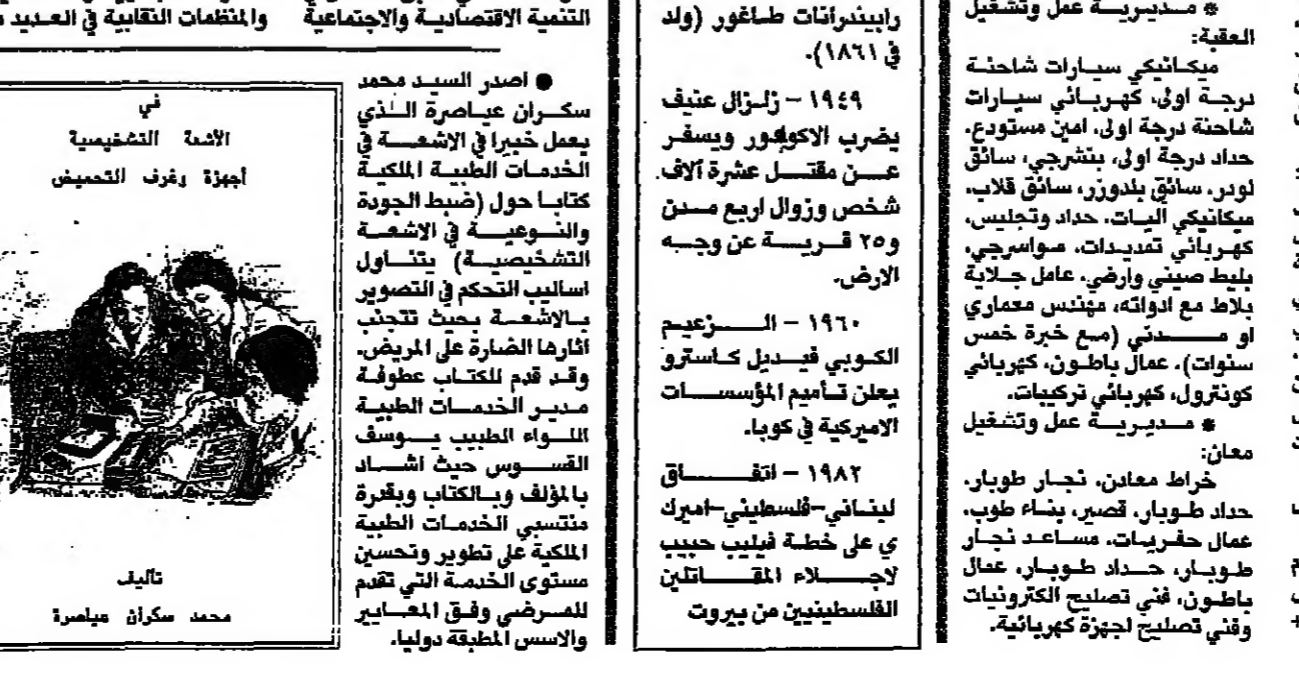 * مـديـريـة عمل وتشغيل
العقبة:
ميكانيكي سيارات شاحنة
درجة اولى، كهربائي سيارات
شاحنة درجة اولى، امين مستودع،
حداد درجة اولى، بنشرجي، سائق
لودر، سائق بلدوزر، سائق قلاب،
ميكانيكي اليات، حداد وتجليس،
كهربائي تمديدات، مواسرجي،
بليط صيني وارضي، عامل جلاية
بلاط مع ادواته، مهندس معماري
او مدني (مع خبرة خمس
سنوات)، عمال باطون، كهربائي
كونترول، كهربائي تركيبات.
* مديرية عمل وتشغيل
معان:
خراط معادن، نجار طوبار،
حداد طوبار، قصير، بناء طوب،
عمال حفريات، مساعد نجار
طوبار، حداد طوبار، عمال
باطون، فني تصليح الكترونيات
وفني تصليح اجهزة كهربائية.
رابيندرانات طاغور (ولد
في ١٨٦١).
١٩٤٩ – زلزال عنيف
يضرب الاكوادور ويسفر
عن مقتل عشرة آلاف
شخص وزوال اربع مدن
و٢٥ قرية عن وجه
الارض.
١٩٦٠ – الزعيم
الكوبي فيديل كاسترو
يعلن تأميم المؤسسات
الاميركية في كوبا.
١٩٨٢ – اتفاق
لبناني-فلسطيني-اميرك
ي على خطة فيليب حبيب
لاجلاء المقاتلين
الفلسطينيين من بيروت
التنمية الاقتصادية والاجتماعية
والمنظمات النقابية في العديد
● اصدر السيد محمد
سكران عياصرة الذي
يعمل خبيرا في الاشعة في
الخدمات الطبية الملكية
كتابا حول (ضبط الجودة
والنوعية في الاشعة
التشخيصية) يتناول
اساليب التحكم في التصوير
بالاشعة بحيث تتجنب
اثارها الضارة على المريض.
وقد قدم للكتاب عطوفة
مدير الخدمات الطبية
اللواء الطبيب يوسف
القسوس حيث اشاد
بالمؤلف وبالكتاب وبقدرة
منتسبي الخدمات الطبية
الملكية على تطوير وتحسين
مستوى الخدمة التي تقدم
للمرضى وفق المعايير
والاسس المطبقة دوليا.
في
الأشعة التشخيصية
أجهزة وغرف التحميض
تأليف
محمد سكران عياصرة